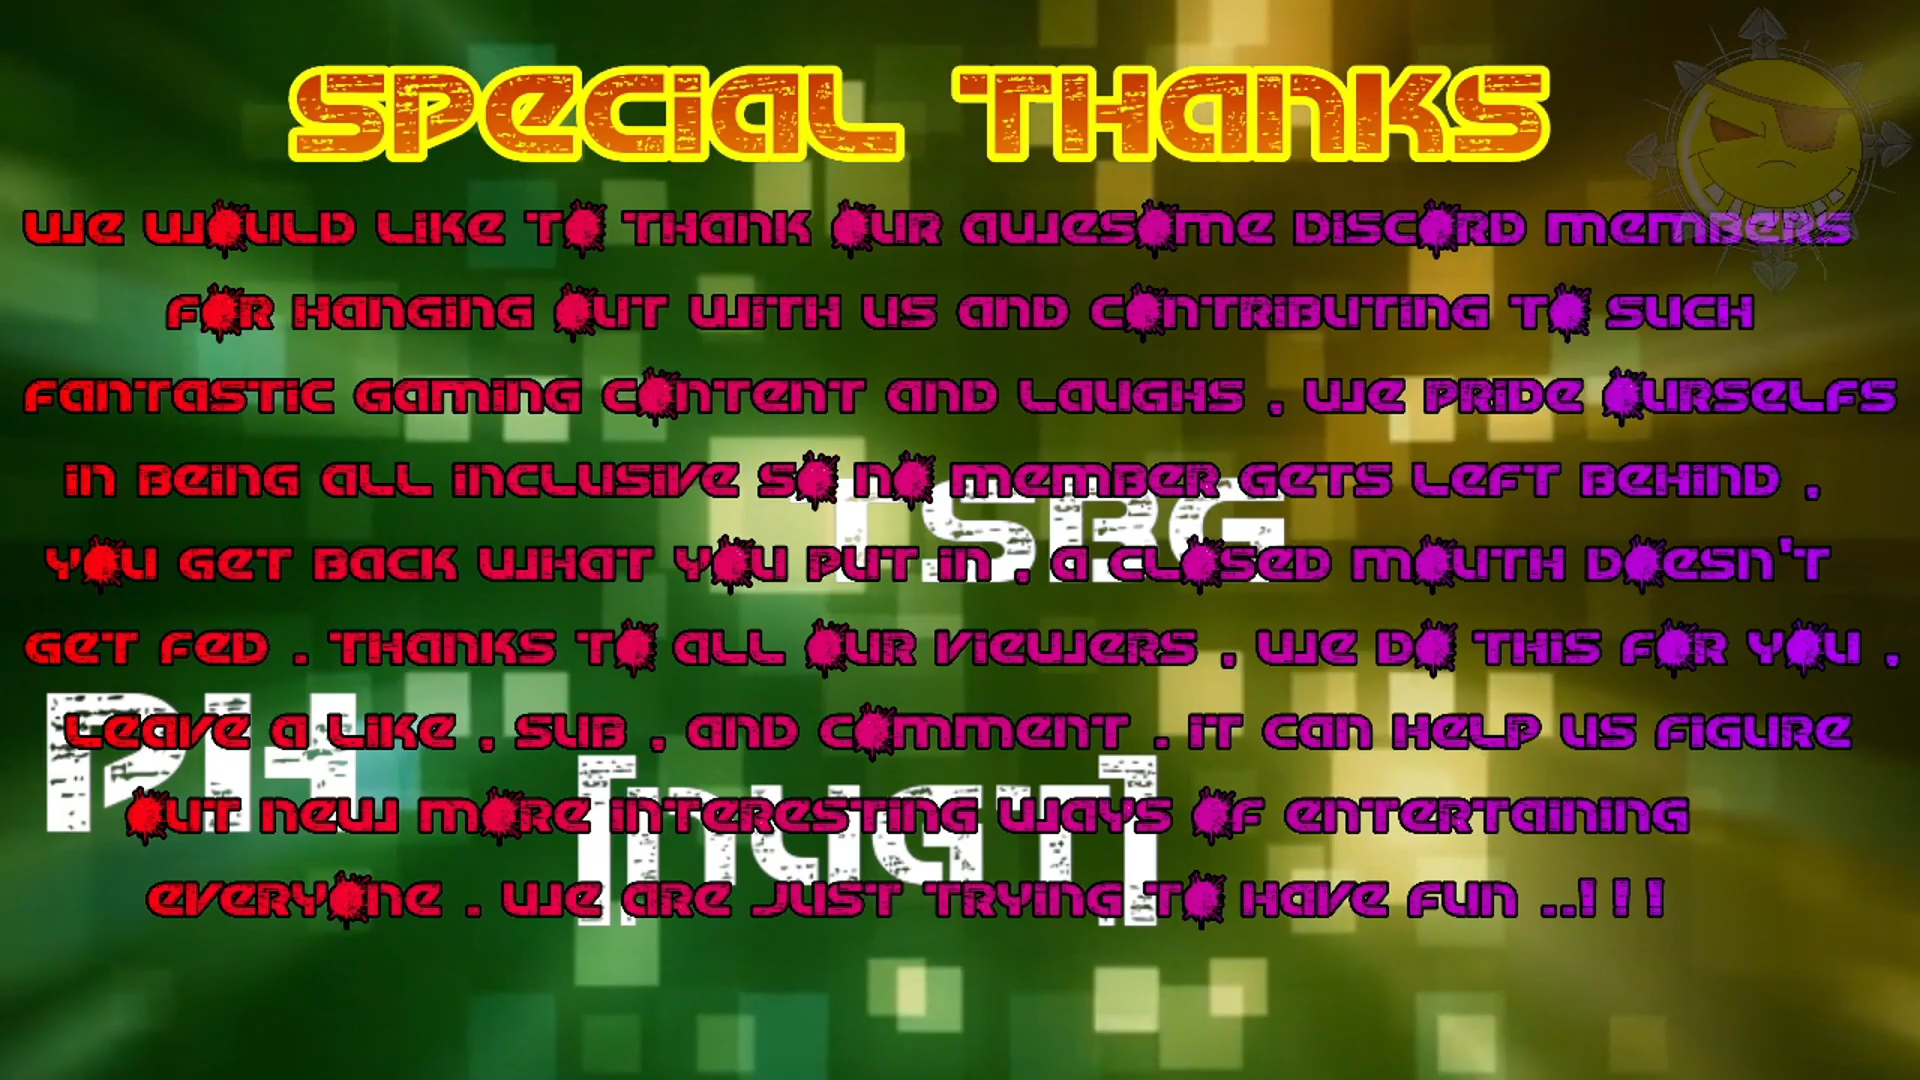 SPECIAL THANKS
WE WOULD LIKE TO THANK OUR AWESOME DISCORD MEMBERS
FOR HANGING OUT WITH US AND CONTRIBUTING TO SUCH
FANTASTIC GAMING CONTENT AND LAUGHS . WE PRIDE OURSELFS
IN BEING ALL INCLUSIVE SO NO MEMBER GETS LEFT BEHIND .
TSBG
YOU GET BACK WHAT YOU PUT IN . A CLOSED MOUTH DOESN'T
GET FED . THANKS TO ALL OUR VIEWERS . WE DO THIS FOR YOU .
LEAVE A LIKE . SUB . AND COMMENT . IT CAN HELP US FIGURE
OUT NEW MORE INTERESTING WAYS OF ENTERTAINING
EVERYONE . WE ARE JUST TRYING TO HAVE FUN ..! ! !